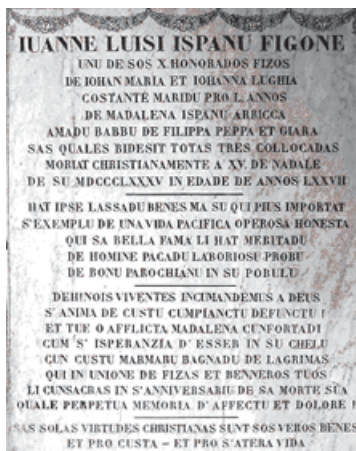 IUANNE LUISI ISPANU FIGONE
UNU DE SOS X. HONORADOS FIZOS
DE IOHAN MARIA ET IOHANNA LUGHIA
COSTANTE MARIDU PRO L. ANNOS
DE MADALENA ISPANU ARBICCA
AMADU BABBU DE FILIPPA PEPPA ET GIARA
SAS QUALES BIDESIT TOTAS TRES COLLOCADAS
MORIAT CHRISTIANAMENTE A XV. DE NADALE
DE SU MDCCCLXXXV IN EDADE DE ANNOS LXXVII
HAT IPSE LASSADU BENES MA SU QUI PIUS IMPORTAT
S'EXEMPLU DE UNA VIDA PACIFICA OPEROSA HONESTA
QUI SA BELLA FAMA LI HAT MERITADU
DE HOMINE PACADU LABORIOSU PROBU
DE BONU PAROCHIANU IN SU POBULU
DEHINOIS VIVENTES INCUMANDEMUS A DEUS
S'ANIMA DE CUSTU CUMPIANCTU DEFUNCTU !
ET TUE O AFFLICTA MADALENA CUNFORTADI
CUM S' ISPERANZIA D' ESSER IN SU CHELU
CUN CUSTU MARMARU BAGNADU DE LAGRIMAS
QUI IN UNIONE DE FIZAS ET BENNEROS TUOS
LI CUNSACRAS IN S'ANNIVERSARIU DE SA MORTE SUA
QUALE PERPETUA MEMORIA D' AFFECTU ET DOLORE !
SAS SOLAS VIRTUDES CHRISTIANAS SUNT SOS VEROS BENES
ET PRO CUSTA – ET PRO S'ATERA VIDA